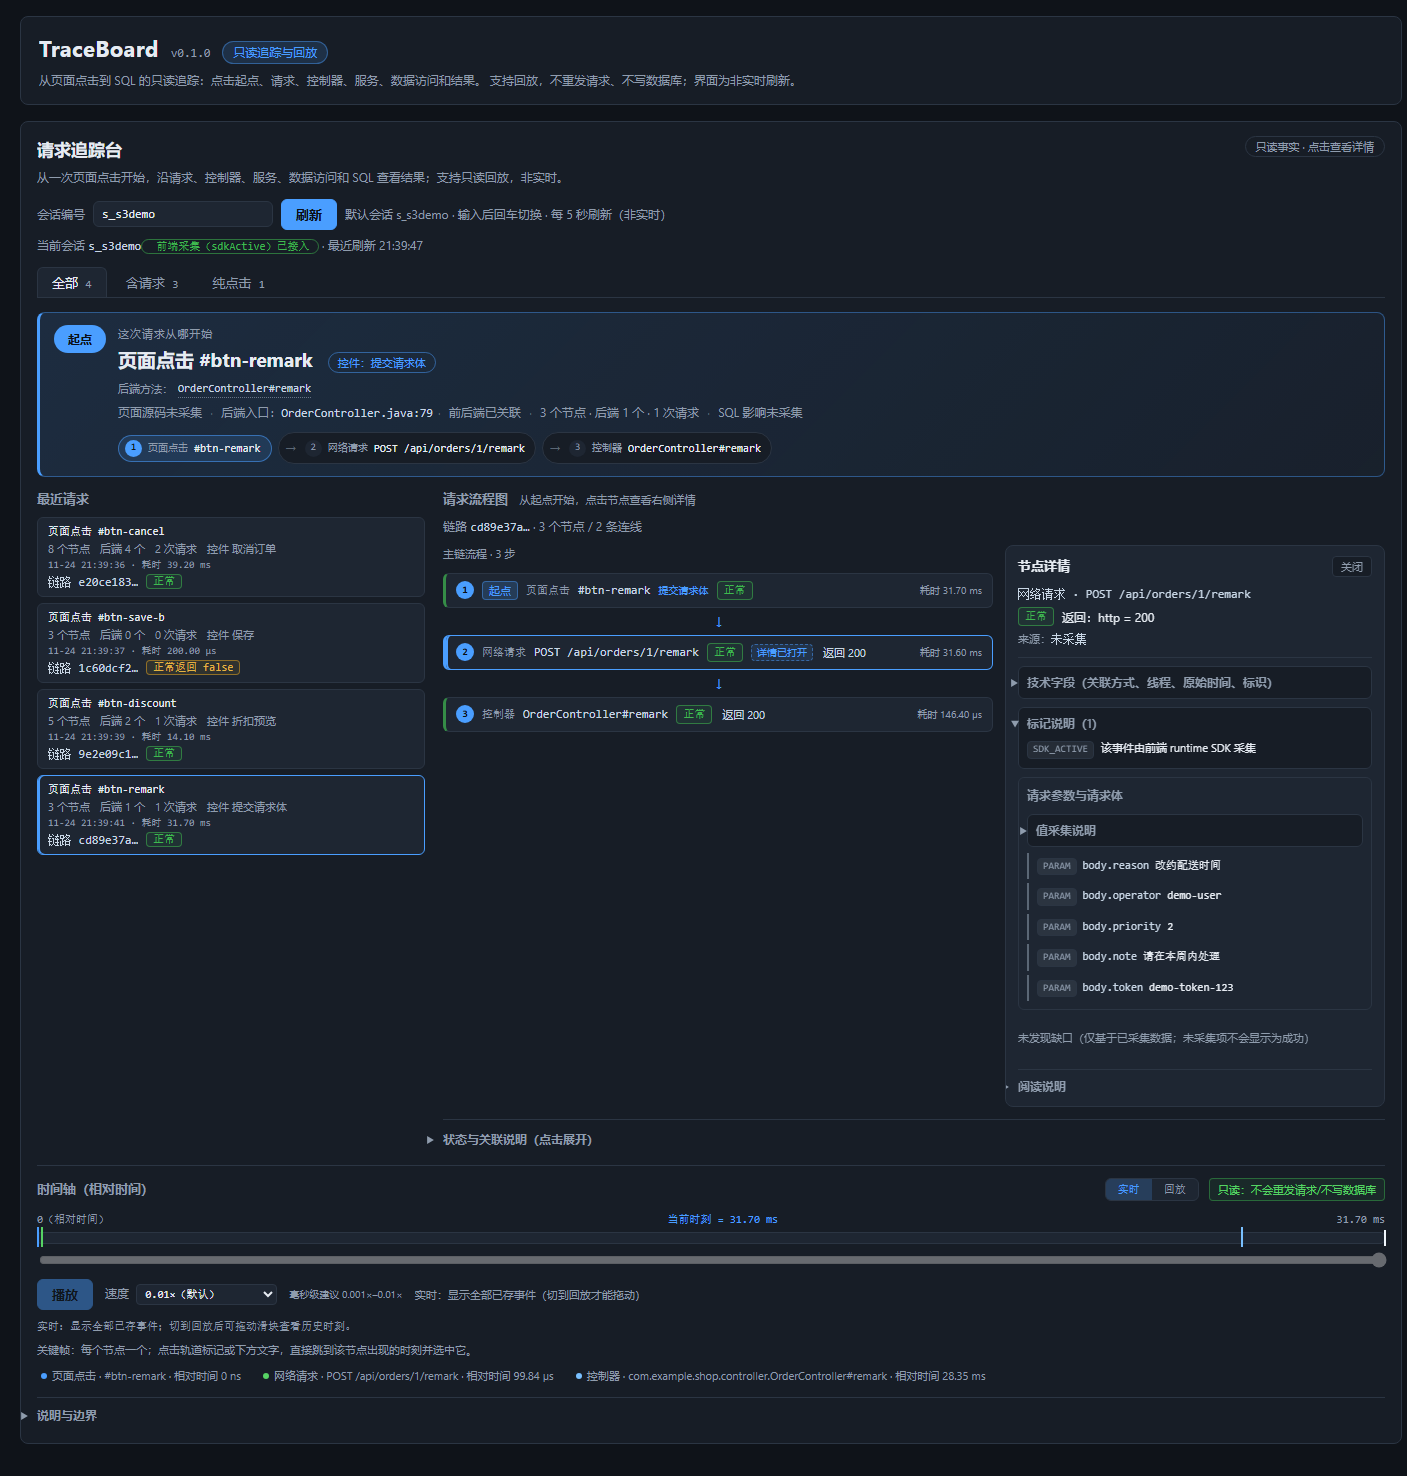 TraceBoard v0.1.0 只读追踪与回放
从页面点击到 SQL 的只读追踪：点击起点、请求、控制器、服务、数据访问和结果。 支持回放，不重发请求、不写数据库；界面为非实时刷新。
请求追踪台
只读事实 · 点击查看详情
从一次页面点击开始，沿请求、控制器、服务、数据访问和 SQL 查看结果；支持只读回放，非实时。
会话编号 s_s3demo 刷新 默认会话 s_s3demo · 输入后回车切换 · 每 5 秒刷新（非实时）
当前会话 s_s3demo 前端采集（sdkActive）已接入 · 最近刷新 21:39:47
全部 4 含请求 3 纯点击 1
起点 这次请求从哪开始
页面点击 #btn-remark 控件：提交请求体
后端方法： OrderController#remark
页面源码未采集 · 后端入口：OrderController.java:79 · 前后端已关联 · 3 个节点 · 后端 1 个 · 1 次请求 · SQL 影响未采集
1 页面点击 #btn-remark → 2 网络请求 POST /api/orders/1/remark → 3 控制器 OrderController#remark
最近请求
页面点击 #btn-cancel
8 个节点 后端 4 个 2 次请求 控件 取消订单
11-24 21:39:36 · 耗时 39.20 ms
链路 e20ce183… 正常
页面点击 #btn-save-b
3 个节点 后端 0 个 0 次请求 控件 保存
11-24 21:39:37 · 耗时 200.00 μs
链路 1c60dcf2… 正常返回 false
页面点击 #btn-discount
5 个节点 后端 2 个 1 次请求 控件 折扣预览
11-24 21:39:39 · 耗时 14.10 ms
链路 9e2e09c1… 正常
页面点击 #btn-remark
3 个节点 后端 1 个 1 次请求 控件 提交请求体
11-24 21:39:41 · 耗时 31.70 ms
链路 cd89e37a… 正常
请求流程图 从起点开始，点击节点查看右侧详情
链路 cd89e37a… · 3 个节点 / 2 条连线
主链流程 · 3 步
1 起点 页面点击 #btn-remark 提交请求体 正常 耗时 31.70 ms
↓
2 网络请求 POST /api/orders/1/remark 正常 详情已打开 返回 200 耗时 31.60 ms
↓
3 控制器 OrderController#remark 正常 返回 200 耗时 146.40 μs
节点详情 关闭
网络请求 · POST /api/orders/1/remark
正常 返回：http = 200
来源：未采集
技术字段（关联方式、线程、原始时间、标识）
标记说明（1）
SDK_ACTIVE 该事件由前端 runtime SDK 采集
请求参数与请求体
值采集说明
PARAM body.reason 改约配送时间
PARAM body.operator demo-user
PARAM body.priority 2
PARAM body.note 请在本周内处理
PARAM body.token demo-token-123
未发现缺口（仅基于已采集数据；未采集项不会显示为成功）
阅读说明
状态与关联说明（点击展开）
时间轴（相对时间） 实时 回放 只读：不会重发请求/不写数据库
0（相对时间） 当前时刻 = 31.70 ms 31.70 ms
播放 速度 0.01×（默认） 毫秒级建议 0.001×–0.01× 实时：显示全部已存事件（切到回放才能拖动）
实时：显示全部已存事件；切到回放后可拖动滑块查看历史时刻。
关键帧：每个节点一个；点击轨道标记或下方文字，直接跳到该节点出现的时刻并选中它。
页面点击 · #btn-remark · 相对时间 0 ns 网络请求 · POST /api/orders/1/remark · 相对时间 99.84 μs 控制器 · com.example.shop.controller.OrderController#remark · 相对时间 28.35 ms
说明与边界